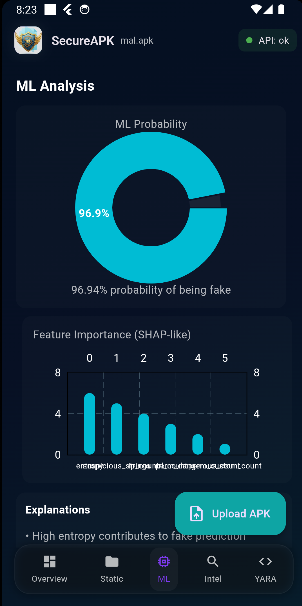 8:23
SecureAPK mal.apk
API: ok
ML Analysis
ML Probability
96.9%
96.94% probability of being fake
Feature Importance (SHAP-like)
0 1 2 3 4 5
8 8
4 4
0 0
entropy
Explanations
Upload APK
• High entropy contributes to fake prediction
Overview Static ML Intel YARA